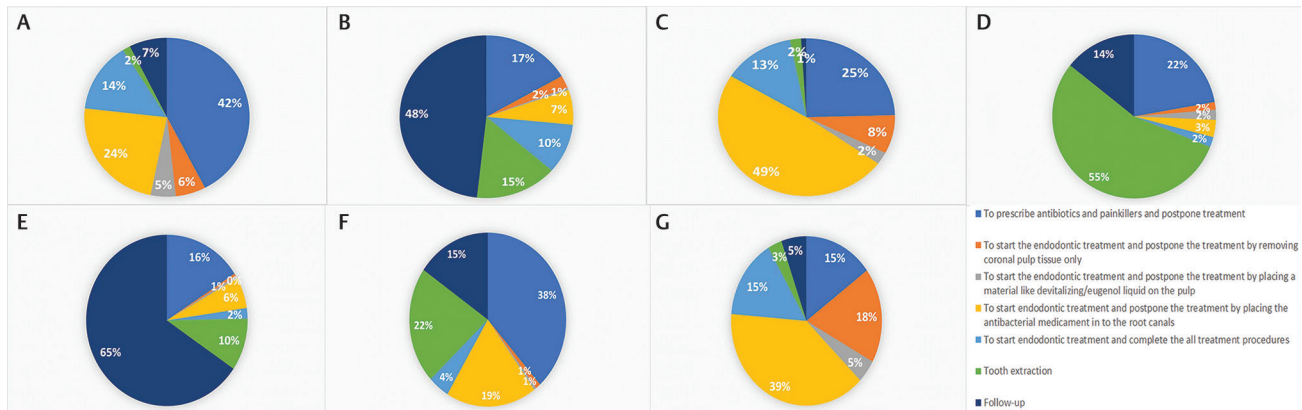 A
7%
2%
14%
42%
24%
5%
6%
B
17%
2%
1%
7%
48%
10%
15%
C
2%
1%
13%
25%
8%
2%
49%
D
14%
22%
2%
2%
3%
2%
55%
E
16%
0%
1%
6%
2%
65%
10%
F
15%
38%
22%
1%
1%
4%
19%
G
3%
5%
15%
15%
18%
5%
39%
To prescribe antibiotics and painkillers and postpone treatment
To start the endodontic treatment and postpone the treatment by removing
coronal pulp tissue only
To start the endodontic treatment and postpone the treatment by placing a
material like devitalizing/eugenol liquid on the pulp
To start endodontic treatment and postpone the treatment by placing the
antibacterial medicament in to the root canals
To start endodontic treatment and complete the all treatment procedures
Tooth extraction
Follow-up